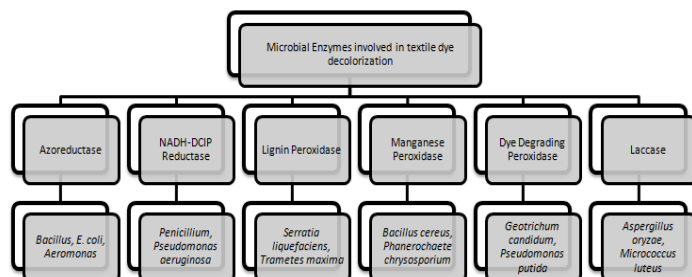 Microbial Enzymes involved in textile dye
decolorization
Azoreductase
NADH-DCIP
Reductase
Lignin Peroxidase
Manganese
Peroxidase
Dye Degrading
Peroxidase
Laccase
Bacillus, E. coli,
Aeromonas
Penicillium,
Pseudomonas
aeruginosa
Serratia
liquefaciens,
Trametes maxima
Bacillus cereus,
Phanerochaete
chrysosporium
Geotrichum
candidum,
Pseudomonas
putida
Aspergillus
oryzae,
Micrococcus
luteus